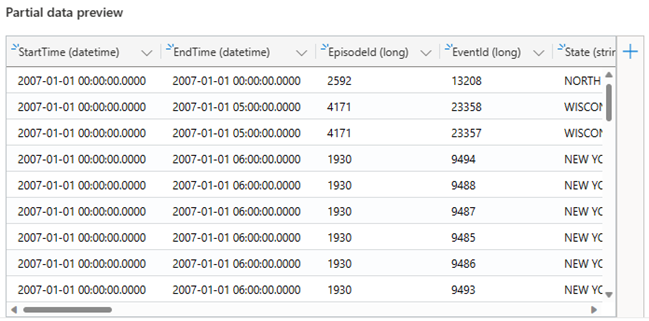 Partial data preview
StartTime (datetime) EndTime (datetime) EpisodeId (long) EventId (long) State (strin
2007-01-01 00:00:00.0000 2007-01-01 00:00:00.0000 2592 13208 NORTH
2007-01-01 00:00:00.0000 2007-01-01 05:00:00.0000 4171 23358 WISCON
2007-01-01 00:00:00.0000 2007-01-01 05:00:00.0000 4171 23357 WISCON
2007-01-01 00:00:00.0000 2007-01-01 06:00:00.0000 1930 9494 NEW YO
2007-01-01 00:00:00.0000 2007-01-01 06:00:00.0000 1930 9488 NEW YO
2007-01-01 00:00:00.0000 2007-01-01 06:00:00.0000 1930 9487 NEW YO
2007-01-01 00:00:00.0000 2007-01-01 06:00:00.0000 1930 9485 NEW YO
2007-01-01 00:00:00.0000 2007-01-01 06:00:00.0000 1930 9486 NEW YO
2007-01-01 00:00:00.0000 2007-01-01 06:00:00.0000 1930 9493 NEW YO